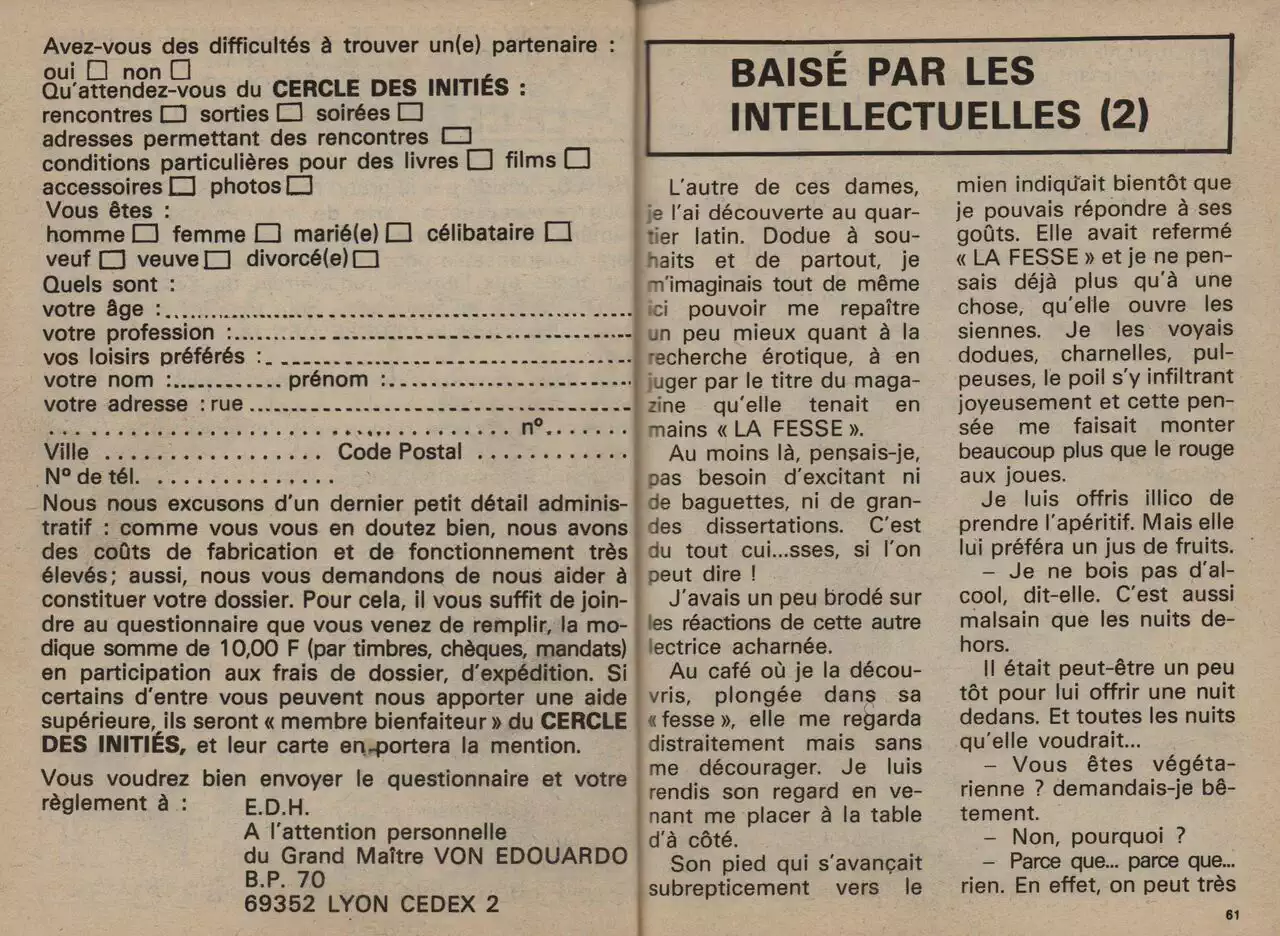 Avez-vous des difficultés à trouver un(e) partenaire :
oui □ non □
Qu'attendez-vous du CERCLE DES INITIÉS :
rencontres □ sorties □ soirées □
adresses permettant des rencontres □
conditions particulières pour des livres □ films □
accessoires □ photos □
Vous êtes :
homme □ femme □ marié(e) □ célibataire □
veuf □ veuve □ divorcé(e) □
Quels sont :
votre âge :
votre profession :
vos loisirs préférés :
votre nom :............ prénom :
votre adresse : rue
n°
Ville ................. Code Postal ............
N° de tél. ..............
Nous nous excusons d'un dernier petit détail adminis-
tratif : comme vous vous en doutez bien, nous avons
des coûts de fabrication et de fonctionnement très
élevés; aussi, nous vous demandons de nous aider à
constituer votre dossier. Pour cela, il vous suffit de join-
dre au questionnaire que vous venez de remplir, la mo-
dique somme de 10,00 F (par timbres, chèques, mandats)
en participation aux frais de dossier, d'expédition. Si
certains d'entre vous peuvent nous apporter une aide
supérieure, ils seront « membre bienfaiteur » du CERCLE
DES INITIÉS, et leur carte en portera la mention.
Vous voudrez bien envoyer le questionnaire et votre
règlement à :
E.D.H.
A l'attention personnelle
du Grand Maître VON EDOUARDO
B.P. 70
69352 LYON CEDEX 2
BAISÉ PAR LES
INTELLECTUELLES (2)
L'autre de ces dames,
je l'ai découverte au quar-
tier latin. Dodue à sou-
haits et de partout, je
m'imaginais tout de même
ici pouvoir me repaître
un peu mieux quant à la
recherche érotique, à en
juger par le titre du maga-
zine qu'elle tenait en
mains « LA FESSE ».
Au moins là, pensais-je,
pas besoin d'excitant ni
de baguettes, ni de gran-
des dissertations. C'est
du tout cui...sses, si l'on
peut dire !
J'avais un peu brodé sur
les réactions de cette autre
lectrice acharnée.
Au café où je la décou-
vris, plongée dans sa
« fesse », elle me regarda
distraitement mais sans
me décourager. Je luis
rendis son regard en ve-
nant me placer à la table
d'à côté.
Son pied qui s'avançait
subrepticement vers le
mien indiquait bientôt que
je pouvais répondre à ses
goûts. Elle avait refermé
« LA FESSE » et je ne pen-
sais déjà plus qu'à une
chose, qu'elle ouvre les
siennes. Je les voyais
dodues, charnelles, pul-
peuses, le poil s'y infiltrant
joyeusement et cette pen-
sée me faisait monter
beaucoup plus que le rouge
aux joues.
Je luis offris illico de
prendre l'apéritif. Mais elle
lui préféra un jus de fruits.
– Je ne bois pas d'al-
cool, dit-elle. C'est aussi
malsain que les nuits de-
hors.
Il était peut-être un peu
tôt pour lui offrir une nuit
dedans. Et toutes les nuits
qu'elle voudrait...
– Vous êtes végéta-
rienne ? demandais-je bê-
tement.
– Non, pourquoi ?
– Parce que... parce que...
rien. En effet, on peut très
61